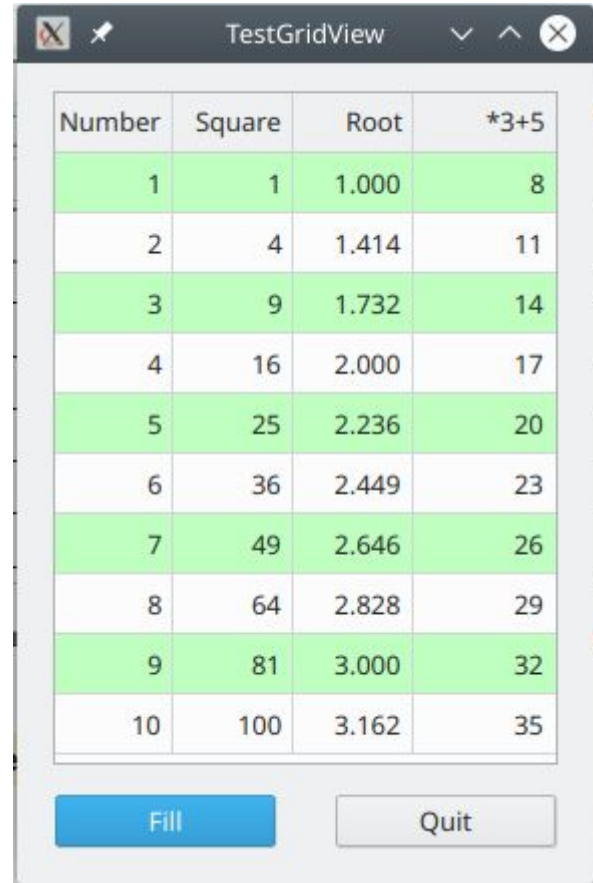 TestGridView
Number Square Root *3+5
1 1 1.000 8
2 4 1.414 11
3 9 1.732 14
4 16 2.000 17
5 25 2.236 20
6 36 2.449 23
7 49 2.646 26
8 64 2.828 29
9 81 3.000 32
10 100 3.162 35
Fill Quit